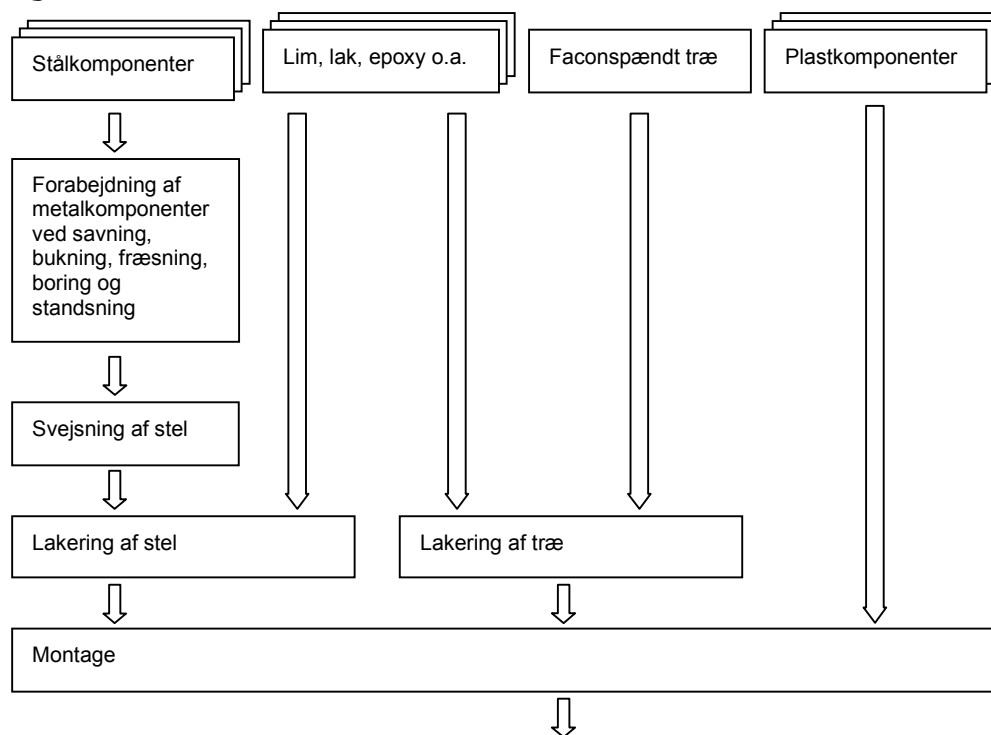 Stålkomponenter
Lim, lak, epoxy o.a.
Faconspændt træ
Plastkomponenter
Forabejdning af
metalkomponenter
ved savning,
bukning, fræsning,
boring og
standsning
Svejsning af stel
Lakering af stel
Lakering af træ
Montage